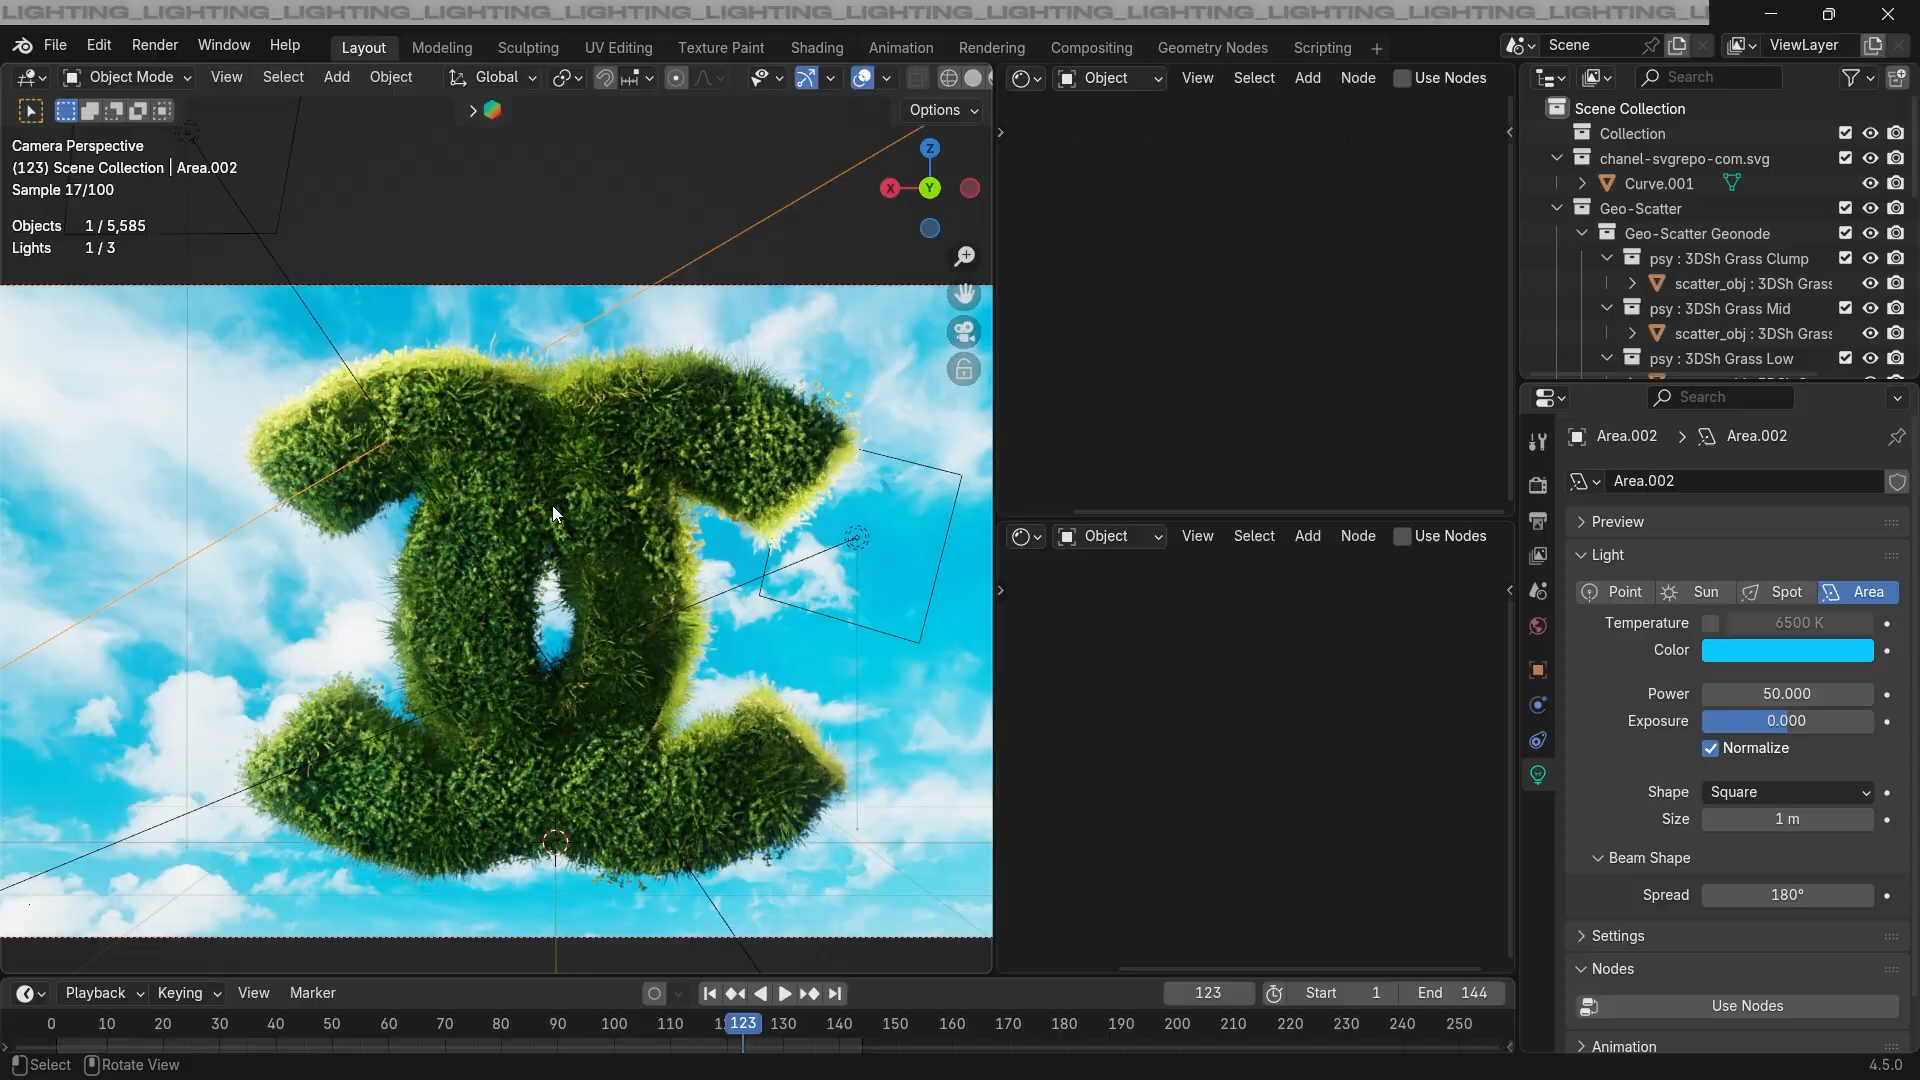 LIGHTING_LIGHTING_LIGHTING_LIGHTING_LIGHTING_LIGHTING_LIGHTING_LIGHTING_LIGHTING_LIGHTING_LIGHTING_LIGHTING_LI
File Edit Render Window Help Layout Modeling Sculpting UV Editing Texture Paint Shading Animation Rendering Compositing Geometry Nodes Scripting + Scene ViewLayer
Object Mode View Select Add Object Global
Options
Camera Perspective
(123) Scene Collection | Area.002
Sample 17/100
Objects 1 / 5,585
Lights 1 / 3
Z
X
Y
Object View Select Add Node Use Nodes
Object View Select Add Node Use Nodes
Search
Scene Collection
Collection
chanel-svgrepo-com.svg
Curve.001
Geo-Scatter
Geo-Scatter Geonode
psy : 3DSh Grass Clump
scatter_obj : 3DSh Grass
psy : 3DSh Grass Mid
scatter_obj : 3DSh Grass
psy : 3DSh Grass Low
Search
Area.002 Area.002
Area.002
Preview
Light
Point Sun Spot Area
Temperature 6500 K
Color
Power 50.000
Exposure 0.000
Normalize
Shape Square
Size 1 m
Beam Shape
Spread 180°
Settings
Nodes
Use Nodes
Animation
Playback Keying View Marker 123 Start 1 End 144
0 10 20 30 40 50 60 70 80 90 100 110 123 130 140 150 160 170 180 190 200 210 220 230 240 250
Select Rotate View 4.5.0